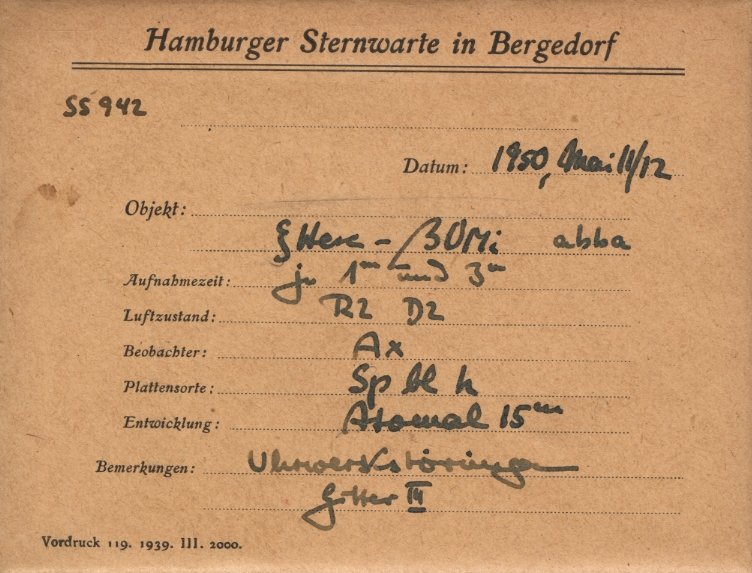 Hamburger Sternwarte in Bergedorf
SS 942
Datum: 1950, Mai 11/12
Objekt:
ξ Herc - β UMi abba
Aufnahmezeit: je 1ᵐ und 3ᵐ
Luftzustand: R2 D2
Beobachter: Ax
Plattensorte: Sp bl h
Entwicklung: Atomal 15ᵐ
Bemerkungen: Uhrwerkstörungen
Gitter III
Vordruck 119. 1939. III. 2000.